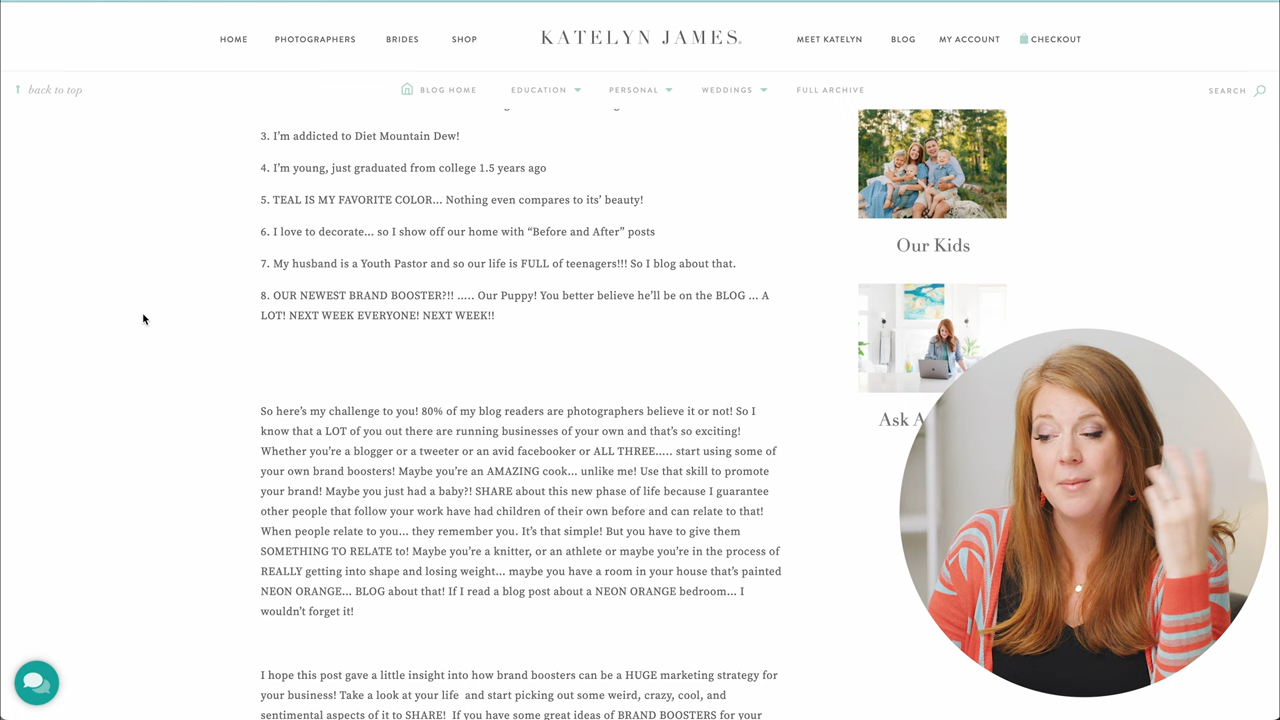 HOME PHOTOGRAPHERS BRIDES SHOP KATELYN JAMES® MEET KATELYN BLOG MY ACCOUNT CHECKOUT
back to top BLOG HOME EDUCATION PERSONAL WEDDINGS FULL ARCHIVE SEARCH
3. I’m addicted to Diet Mountain Dew!
4. I’m young, just graduated from college 1.5 years ago
5. TEAL IS MY FAVORITE COLOR… Nothing even compares to its’ beauty!
6. I love to decorate… so I show off our home with “Before and After” posts
7. My husband is a Youth Pastor and so our life is FULL of teenagers!!! So I blog about that.
8. OUR NEWEST BRAND BOOSTER?!! ….. Our Puppy! You better believe he’ll be on the BLOG … A
LOT! NEXT WEEK EVERYONE! NEXT WEEK!!
Our Kids
So here’s my challenge to you! 80% of my blog readers are photographers believe it or not! So I
know that a LOT of you out there are running businesses of your own and that’s so exciting!
Whether you’re a blogger or a tweeter or an avid facebooker or ALL THREE….. start using some of
your own brand boosters! Maybe you’re an AMAZING cook… unlike me! Use that skill to promote
your brand! Maybe you just had a baby?! SHARE about this new phase of life because I guarantee
other people that follow your work have had children of their own before and can relate to that!
When people relate to you… they remember you. It’s that simple! But you have to give them
SOMETHING TO RELATE to! Maybe you’re a knitter, or an athlete or maybe you’re in the process of
REALLY getting into shape and losing weight… maybe you have a room in your house that’s painted
NEON ORANGE… BLOG about that! If I read a blog post about a NEON ORANGE bedroom… I
wouldn’t forget it!
Ask
I hope this post gave a little insight into how brand boosters can be a HUGE marketing strategy for
your business! Take a look at your life and start picking out some weird, crazy, cool, and
sentimental aspects of it to SHARE! If you have some great ideas of BRAND BOOSTERS for your